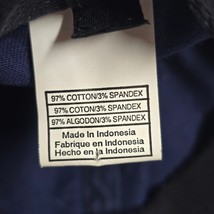 97% COTTON/3% SPANDEX
97% COTON/3% SPANDEX
97% ALGODON/3% SPANDEX
Made In Indonesia
Fabrique en Indonesia
Hecho en la Indonesia